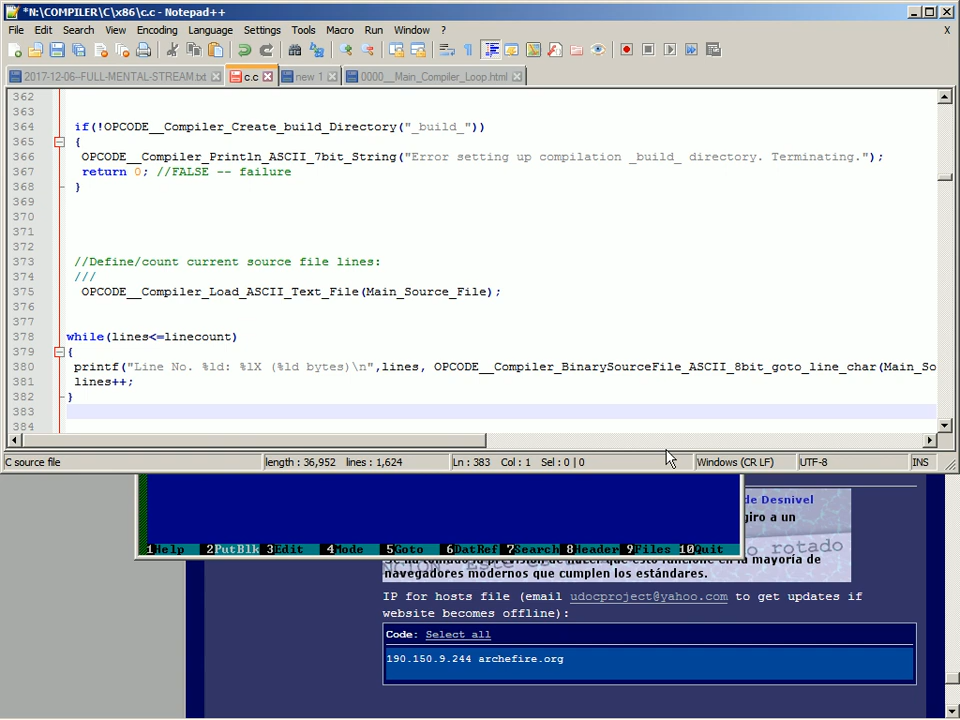 *N:\COMPILER\C\x86\c.c - Notepad++
File Edit Search View Encoding Language Settings Tools Macro Run Window ? X
2017-12-06--FULL-MENTAL-STREAM.txt c.c new 1 0000__Main_Compiler_Loop.html
362
363
364 if(!OPCODE__Compiler_Create_build_Directory("_build_"))
365 {
366 OPCODE__Compiler_Println_ASCII_7bit_String("Error setting up compilation _build_ directory. Terminating.");
367 return 0; //FALSE -- failure
368 }
369
370
371
372
373 //Define/count current source file lines:
374 ///
375 OPCODE__Compiler_Load_ASCII_Text_File(Main_Source_File);
376
377
378 while(lines<=linecount)
379 {
380 printf("Line No. %ld: %lX (%ld bytes)\n",lines, OPCODE__Compiler_BinarySourceFile_ASCII_8bit_goto_line_char(Main_So
381 lines++;
382 }
383
384
C source file length : 36,952 lines : 1,624 Ln : 383 Col : 1 Sel : 0 | 0 Windows (CR LF) UTF-8 INS
de Desnivel
giro a un
1Help 2PutBlk 3Edit 4Mode 5Goto 6DatRef 7Search 8Header 9Files 10Quit
o rotado
en la mayoría de
navegadores modernos que cumplen los estándares.
IP for hosts file (email udocproject@yahoo.com to get updates if
website becomes offline):
Code: Select all
190.150.9.244 archefire.org